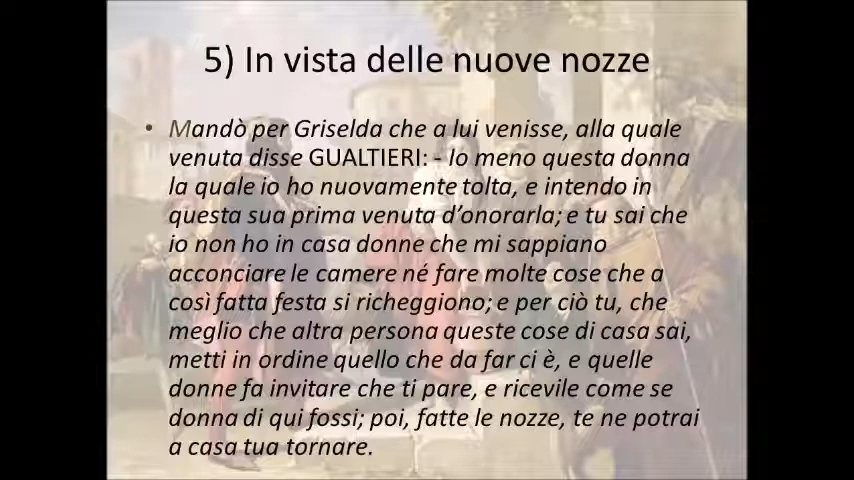 5) In vista delle nuove nozze
• Mandò per Griselda che a lui venisse, alla quale
venuta disse GUALTIERI: - Io meno questa donna
la quale io ho nuovamente tolta, e intendo in
questa sua prima venuta d'onorarla; e tu sai che
io non ho in casa donne che mi sappiano
acconciare le camere né fare molte cose che a
così fatta festa si richeggiono; e per ciò tu, che
meglio che altra persona queste cose di casa sai,
metti in ordine quello che da far ci è, e quelle
donne fa invitare che ti pare, e ricevile come se
donna di qui fossi; poi, fatte le nozze, te ne potrai
a casa tua tornare.